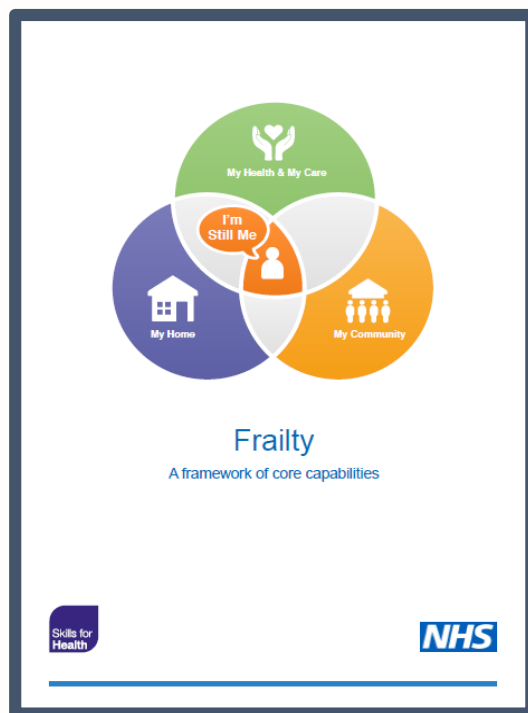 My Health & My Care
I'm
Still Me
My Home
My Community
Frailty
A framework of core capabilities
Skills for
Health
NHS